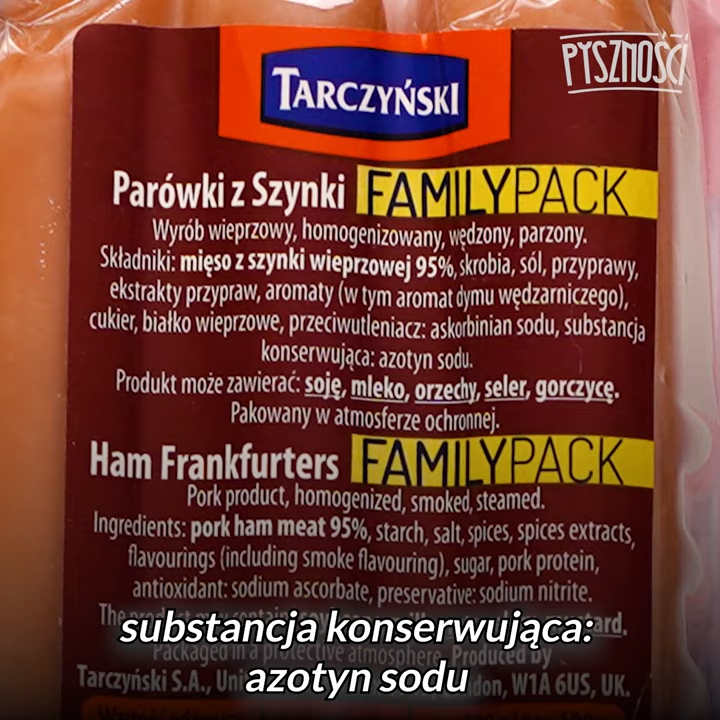 PYSZNOŚCI
TARCZYŃSKI
Parówki z Szynki FAMILYPACK
Wyrób wieprzowy, homogenizowany, wędzony, parzony.
Składniki: mięso z szynki wieprzowej 95%, skrobia, sól, przyprawy,
ekstrakty przypraw, aromaty (w tym aromat dymu wędzarniczego),
cukier, białko wieprzowe, przeciwutleniacz: askorbinian sodu, substancja
konserwująca: azotyn sodu.
Produkt może zawierać: soję, mleko, orzechy, seler, gorczycę.
Pakowany w atmosferze ochronnej.
Ham Frankfurters FAMILYPACK
Pork product, homogenized, smoked, steamed.
Ingredients: pork ham meat 95%, starch, salt, spices, spices extracts,
flavourings (including smoke flavouring), sugar, pork protein,
antioxidant: sodium ascorbate, preservative: sodium nitrite.
The product may contain
substancja konserwująca:
Packaged in a protective atmosphere. Produced by
azotyn sodu
Tarczyński S.A., W1A 6US, UK.